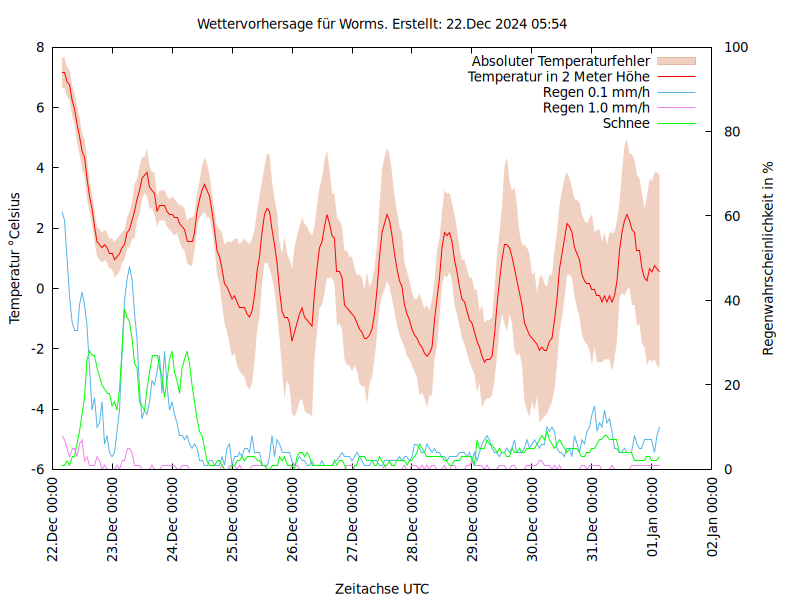 Wettervorhersage für Worms. Erstellt: 22.Dec 2024 05:54
Absoluter Temperaturfehler
Temperatur in 2 Meter Höhe
Regen 0.1 mm/h
Regen 1.0 mm/h
Schnee
Temperatur °Celsius
8
6
4
2
0
-2
-4
-6
100
80
60
40
20
0
Regenwahrscheinlichkeit in %
22.Dec 00:00
23.Dec 00:00
24.Dec 00:00
25.Dec 00:00
26.Dec 00:00
27.Dec 00:00
28.Dec 00:00
29.Dec 00:00
30.Dec 00:00
31.Dec 00:00
01.Jan 00:00
02.Jan 00:00
Zeitachse UTC